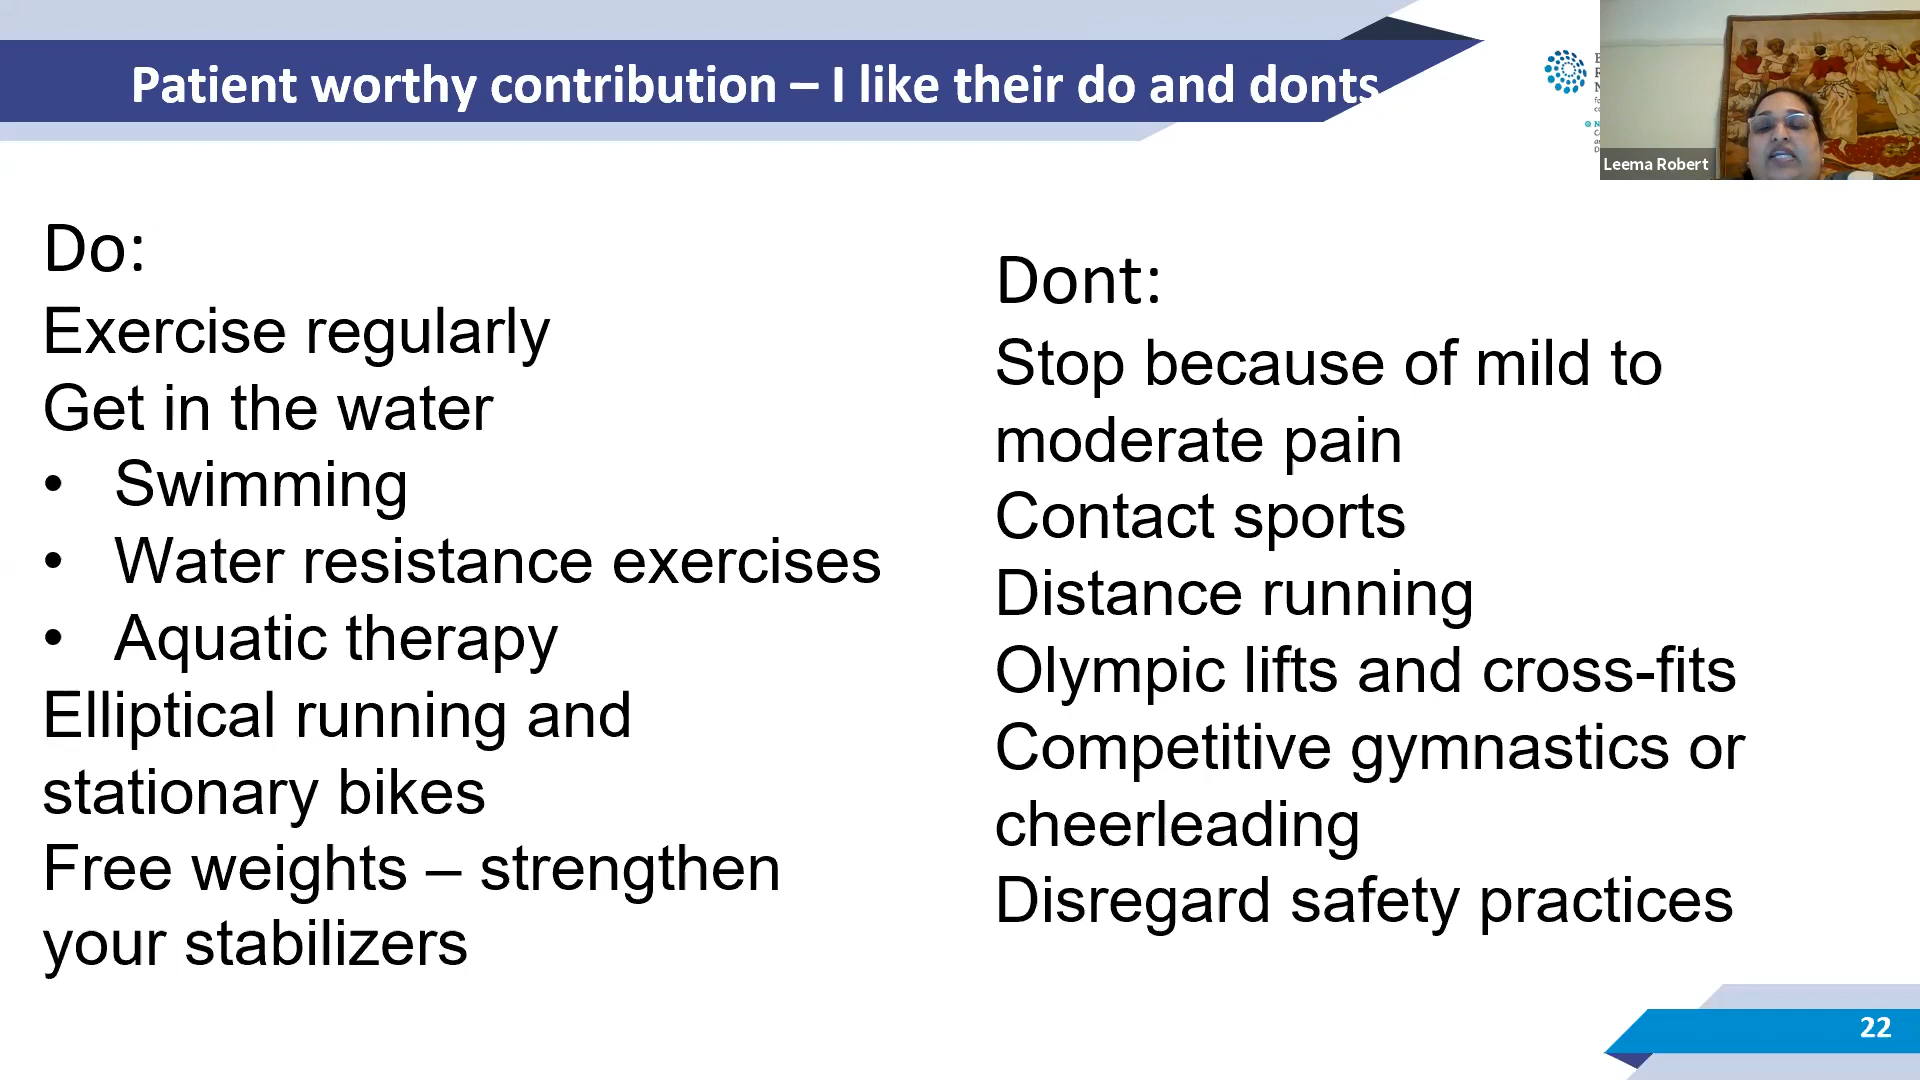 Patient worthy contribution – I like their do and donts
Leema Robert
Do:
Exercise regularly
Get in the water
• Swimming
• Water resistance exercises
• Aquatic therapy
Elliptical running and
stationary bikes
Free weights – strengthen
your stabilizers
Dont:
Stop because of mild to
moderate pain
Contact sports
Distance running
Olympic lifts and cross-fits
Competitive gymnastics or
cheerleading
Disregard safety practices
22